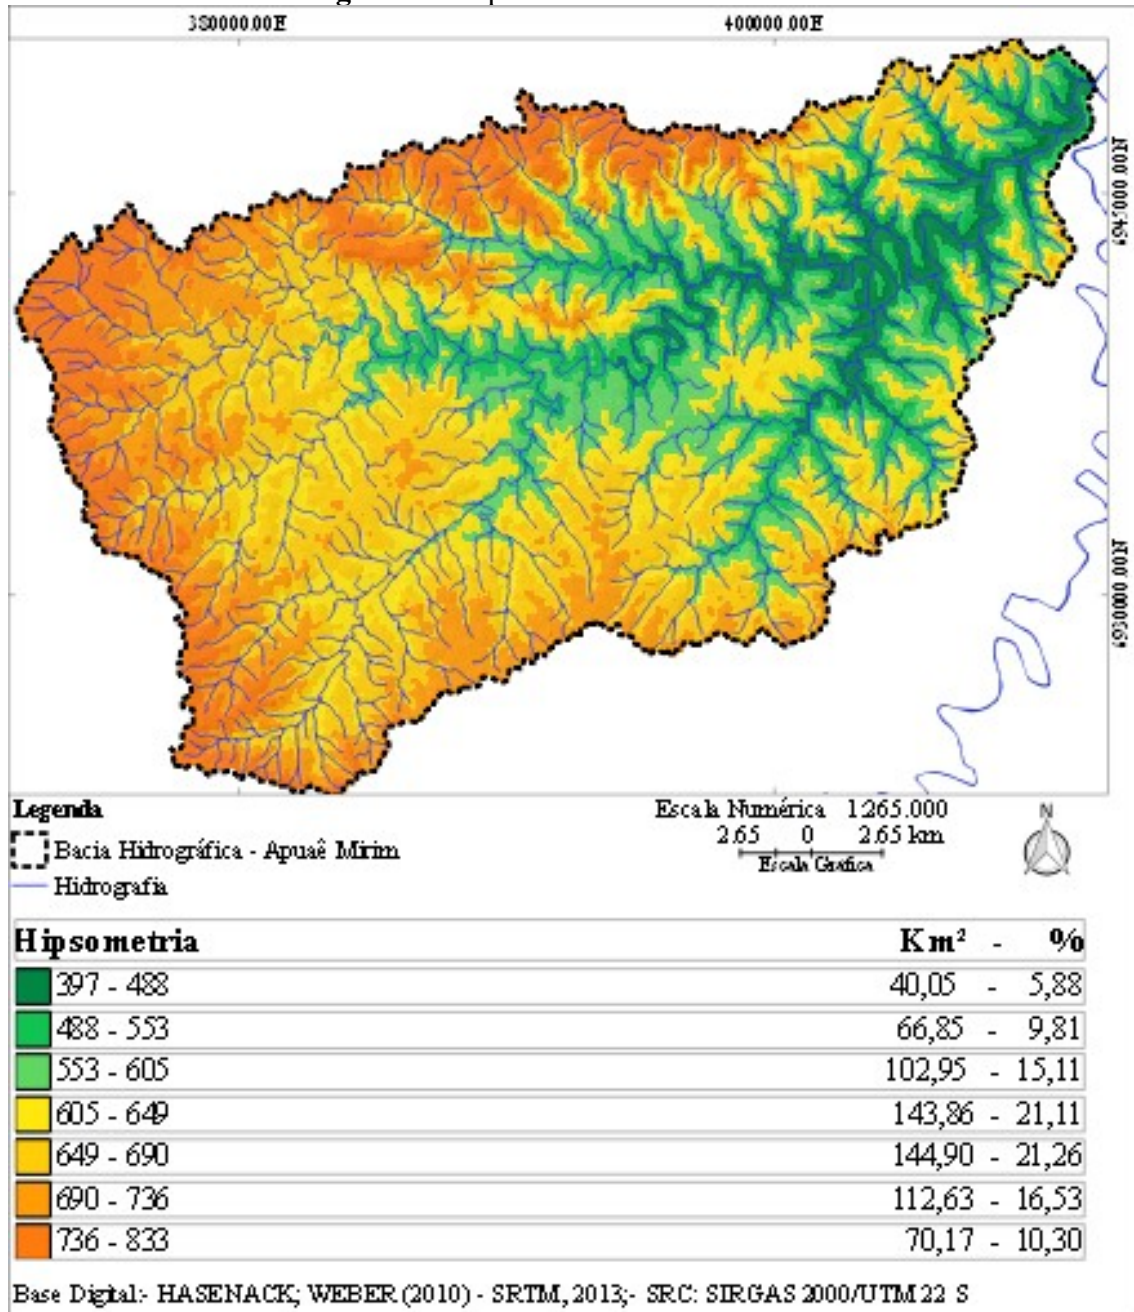 380000.00E 400000.00E
6945000.00N
6930000.00N
Legenda
Bacia Hidrográfica - Apuaê Mirim
Hidrografia
Escala Numérica 1265.000
2.65 0 2.65 km
Escala Gráfica
N
Hipsometria Km² - %
397 - 488 40,05 - 5,88
488 - 553 66,85 - 9,81
553 - 605 102,95 - 15,11
605 - 649 143,86 - 21,11
649 - 690 144,90 - 21,26
690 - 736 112,63 - 16,53
736 - 833 70,17 - 10,30
Base Digital:- HASENACK; WEBER (2010) - SRTM, 2013;- SRC: SIRGAS 2000/UTM 22 S